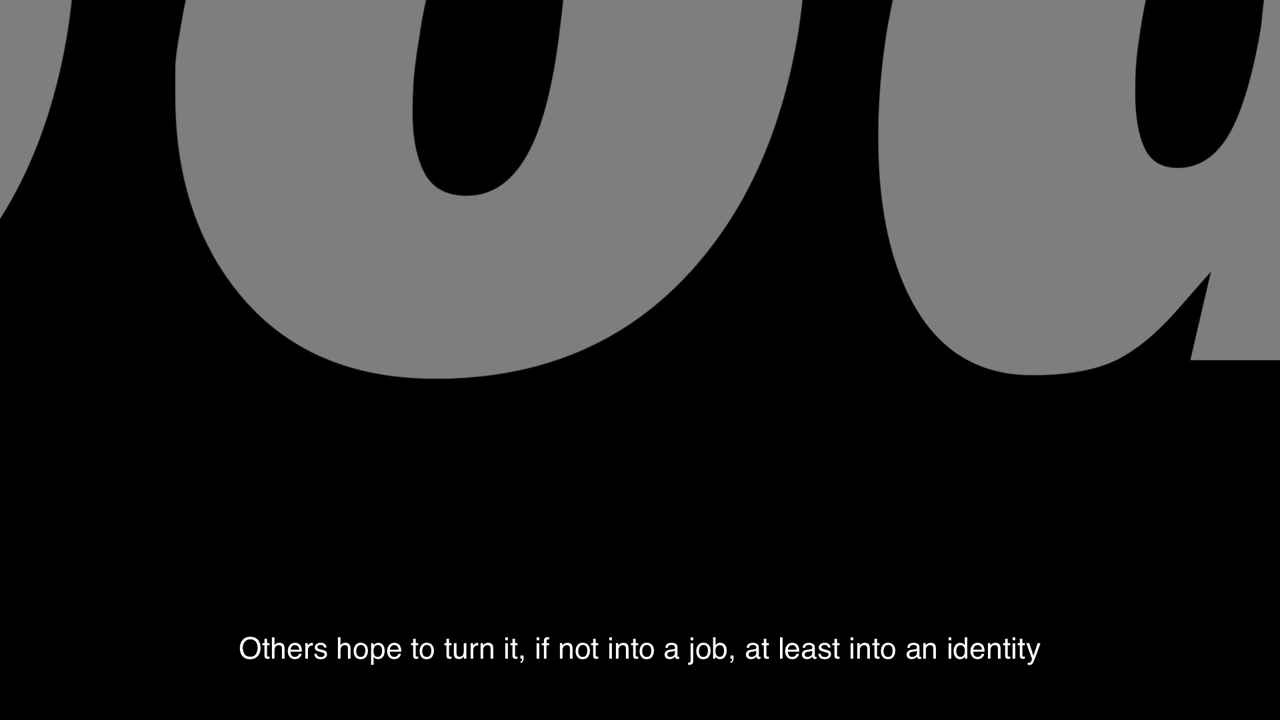 Others hope to turn it, if not into a job, at least into an identity